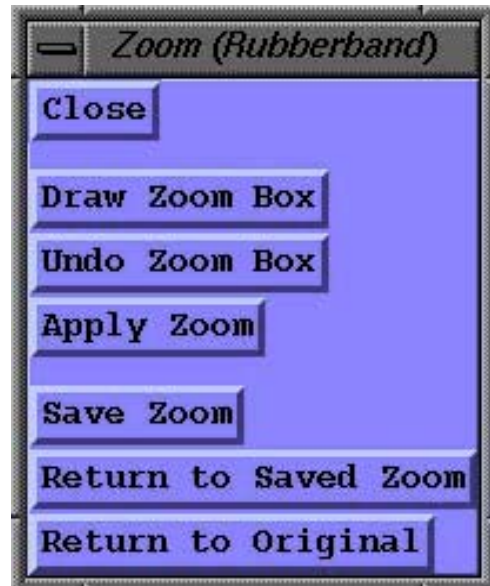 Zoom (Rubberband)
Close
Draw Zoom Box
Undo Zoom Box
Apply Zoom
Save Zoom
Return to Saved Zoom
Return to Original